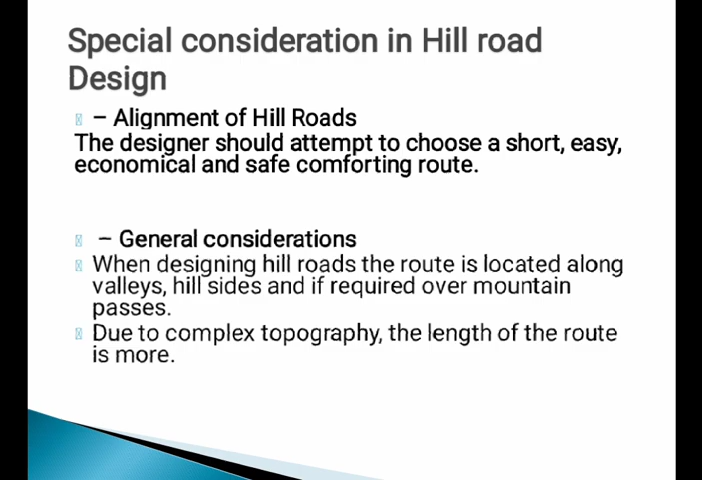 Special consideration in Hill road
Design
– Alignment of Hill Roads
The designer should attempt to choose a short, easy,
economical and safe comforting route.
– General considerations
When designing hill roads the route is located along
valleys, hill sides and if required over mountain
passes.
Due to complex topography, the length of the route
is more.